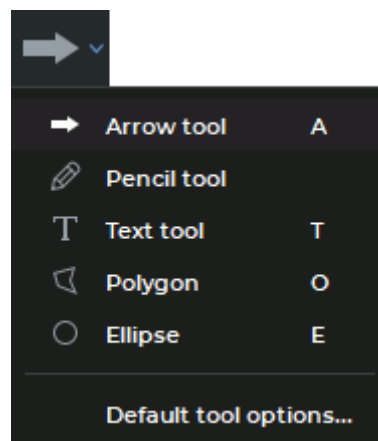 Arrow tool A
Pencil tool
Text tool T
Polygon O
Ellipse E
Default tool options...